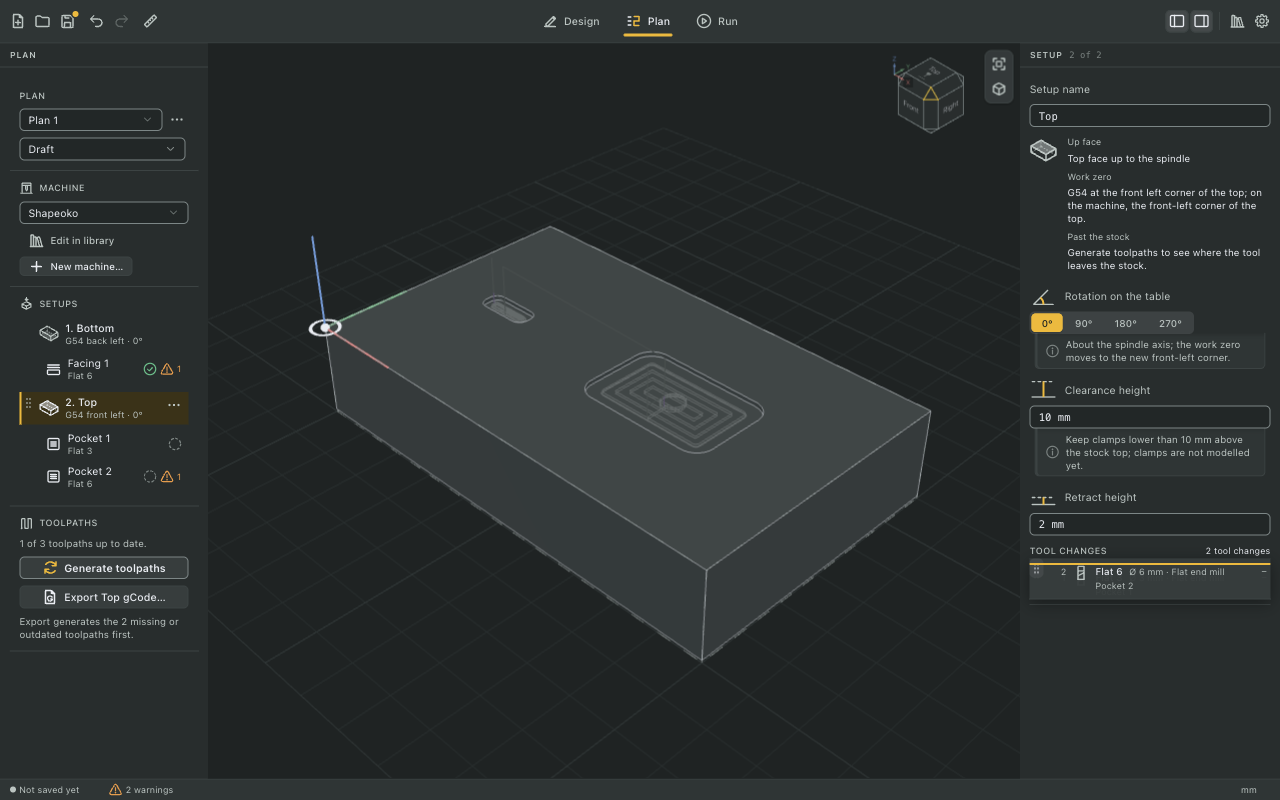 Design
Plan
Run
PLAN
PLAN
Plan 1
Draft
MACHINE
Shapeoko
Edit in library
New machine...
SETUPS
1. Bottom
G54 back left · 0°
Facing 1
Flat 6
1
2. Top
G54 front left · 0°
Pocket 1
Flat 3
Pocket 2
Flat 6
1
TOOLPATHS
1 of 3 toolpaths up to date.
Generate toolpaths
Export Top gCode...
Export generates the 2 missing or
outdated toolpaths first.
Top
Front
Right
SETUP 2 of 2
Setup name
Top
Up face
Top face up to the spindle
Work zero
G54 at the front left corner of the top; on
the machine, the front-left corner of the
top.
Past the stock
Generate toolpaths to see where the tool
leaves the stock.
Rotation on the table
0° 90° 180° 270°
About the spindle axis; the work zero
moves to the new front-left corner.
Clearance height
10 mm
Keep clamps lower than 10 mm above
the stock top; clamps are not modelled
yet.
Retract height
2 mm
TOOL CHANGES 2 tool changes
2 Flat 6 Ø 6 mm · Flat end mill
Pocket 2
Not saved yet
2 warnings
mm